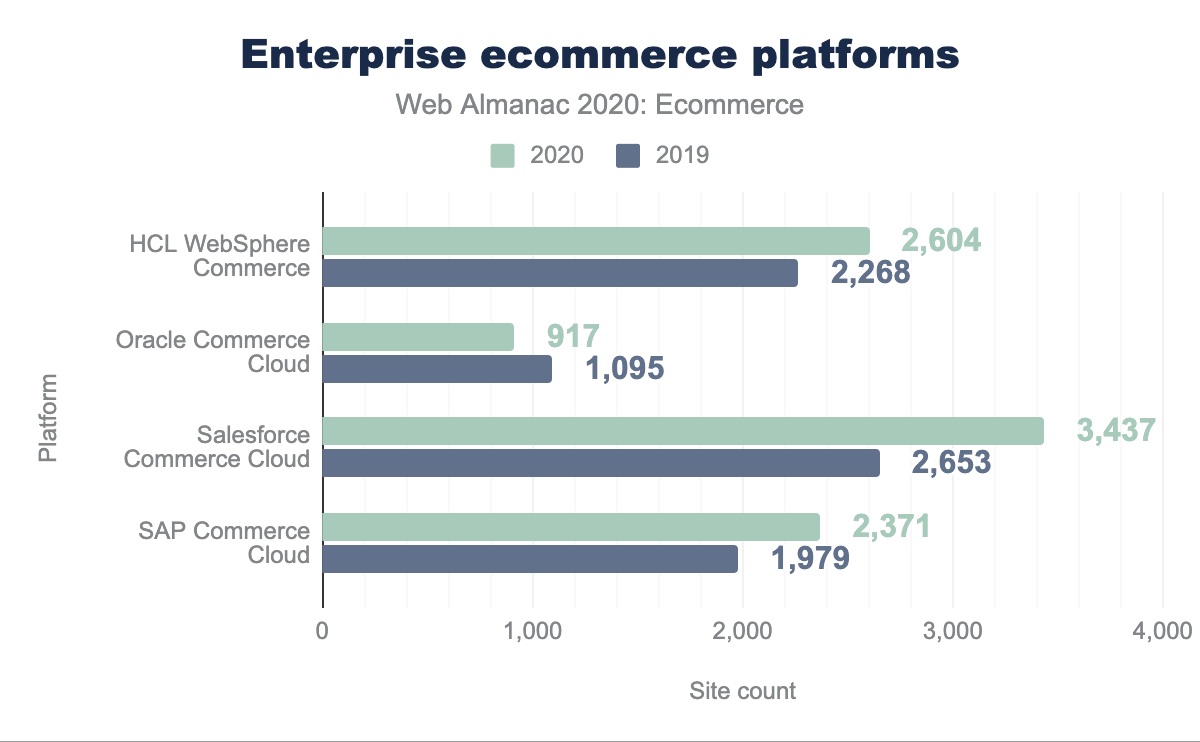 Enterprise ecommerce platforms
Web Almanac 2020: Ecommerce
2020
2019
Platform
HCL WebSphere
Commerce
2,604
2,268
Oracle Commerce
Cloud
917
1,095
Salesforce
Commerce Cloud
3,437
2,653
SAP Commerce
Cloud
2,371
1,979
0
1,000
2,000
3,000
4,000
Site count